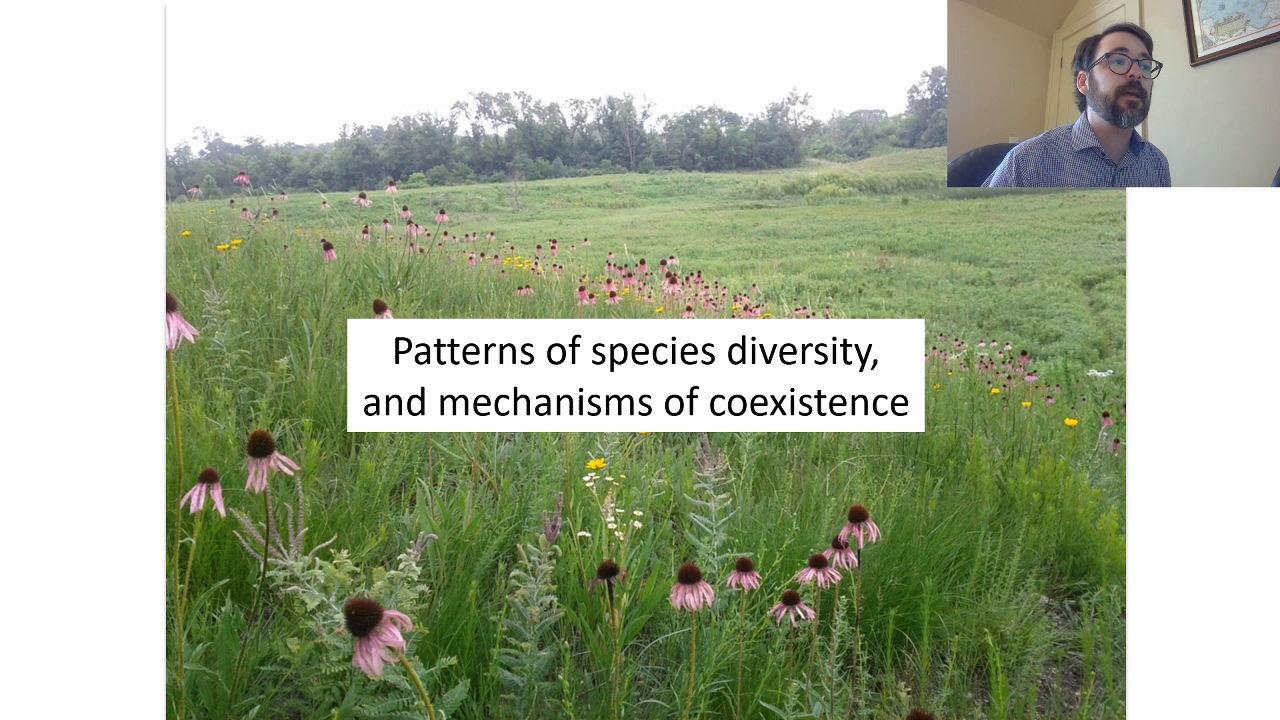 Patterns of species diversity,
and mechanisms of coexistence